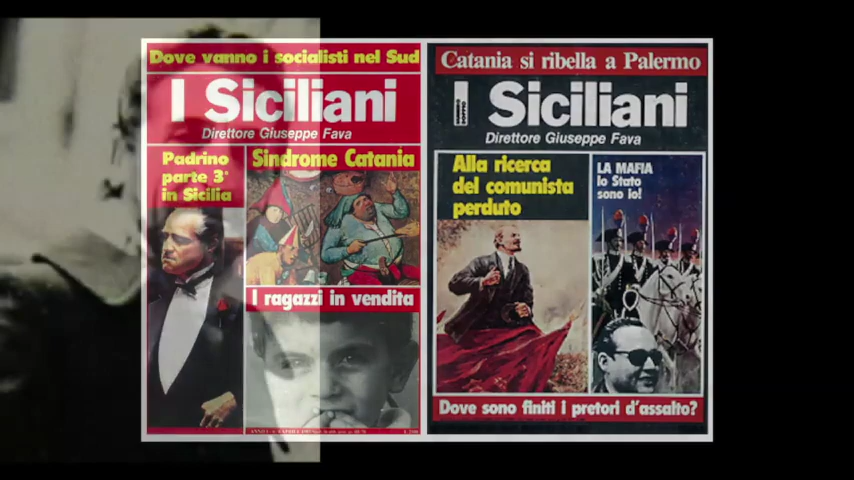 Dove vanno i socialisti nel Sud
I Siciliani
Direttore Giuseppe Fava
Padrino
parte 3ª
in Sicilia
Sindrome Catania
I ragazzi in vendita
Catania si ribella a Palermo
I Siciliani
Direttore Giuseppe Fava
Alla ricerca
del comunista
perduto
LA MAFIA
lo Stato
sono Io!
Dove sono finiti i pretori d'assalto?